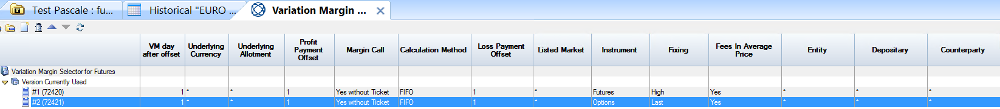 Test Pascale : fu... Historical "EURO ... Variation Margin ...
VM day after offset Underlying Currency Underlying Allotment Profit Payment Offset Margin Call Calculation Method Loss Payment Offset Listed Market Instrument Fixing Fees In Average Price Entity Depositary Counterparty
Variation Margin Selector for Futures
Version Currently Used
#1 (72420) 1 * * 1 Yes without Ticket FIFO 1 * Futures High Yes * * *
#2 (72421) 1 * * 1 Yes without Ticket FIFO 1 * Options Last Yes * * *